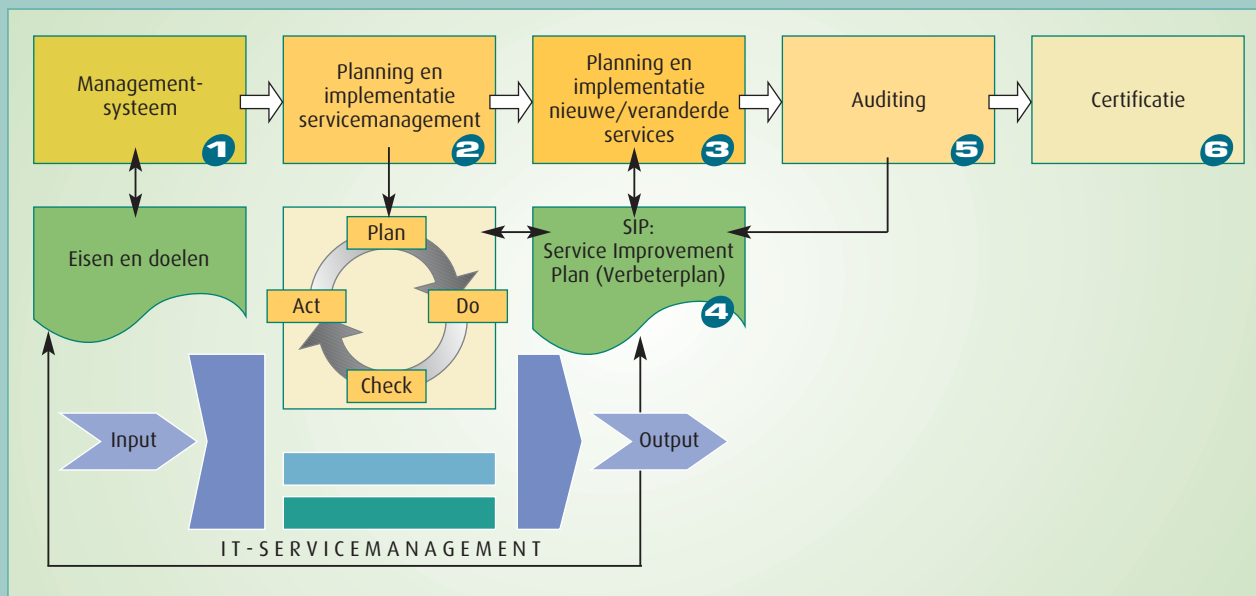 Management-
systeem
1
Planning en
implementatie
servicemanagement
2
Planning en
implementatie
nieuwe/veranderde
services
3
Auditing
5
Certificatie
6
Eisen en doelen
Plan
Act
Do
Check
SIP:
Service Improvement
Plan (Verbeterplan)
4
Input
Output
IT-SERVICEMANAGEMENT